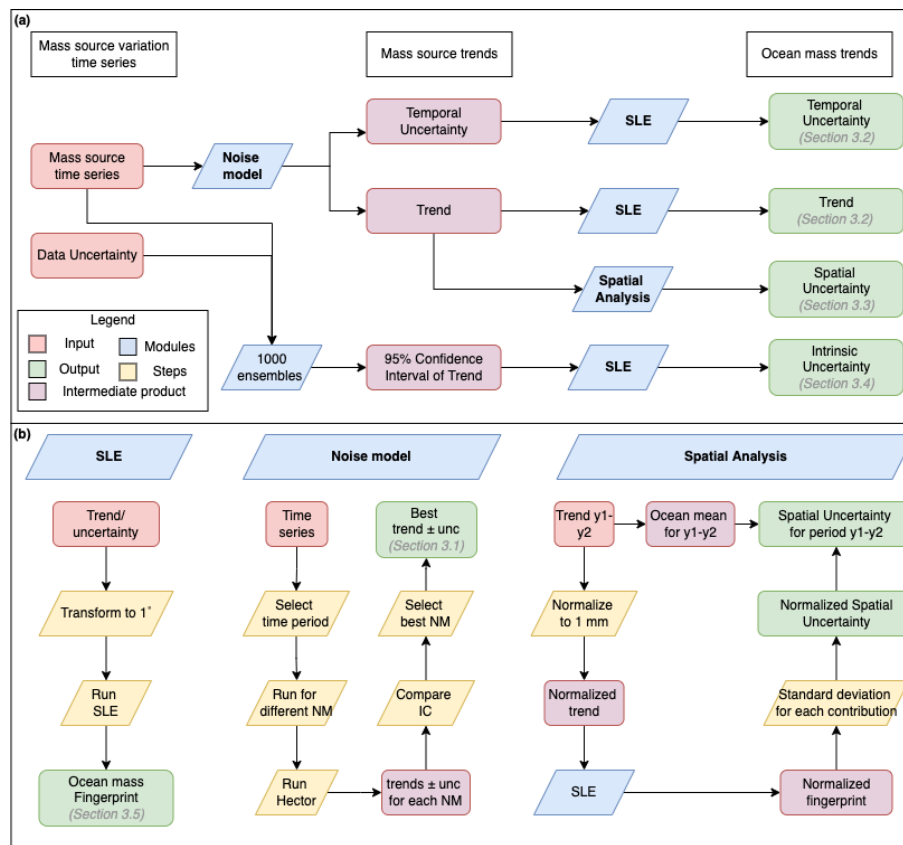 (a)
Mass source variation
time series
Mass source trends
Ocean mass trends
Temporal
Uncertainty
SLE
Temporal
Uncertainty
(Section 3.2)
Mass source
time series
Noise
model
Trend
SLE
Trend
(Section 3.2)
Data Uncertainty
Spatial
Analysis
Spatial
Uncertainty
(Section 3.3)
Legend
Input
Modules
Output
Steps
Intermediate product
1000
ensembles
95% Confidence
Interval of Trend
SLE
Intrinsic
Uncertainty
(Section 3.4)
(b)
SLE
Noise model
Spatial Analysis
Trend/
uncertainty
Transform to 1°
Run
SLE
Ocean mass
Fingerprint
(Section 3.5)
Time
series
Select
time period
Run for
different NM
Run
Hector
trends ± unc
for each NM
Compare
IC
Select
best NM
Best
trend ± unc
(Section 3.1)
Trend y1-
y2
Ocean mean
for y1-y2
Spatial Uncertainty
for period y1-y2
Normalize
to 1 mm
Normalized
trend
SLE
Normalized
fingerprint
Standard deviation
for each contribution
Normalized Spatial
Uncertainty